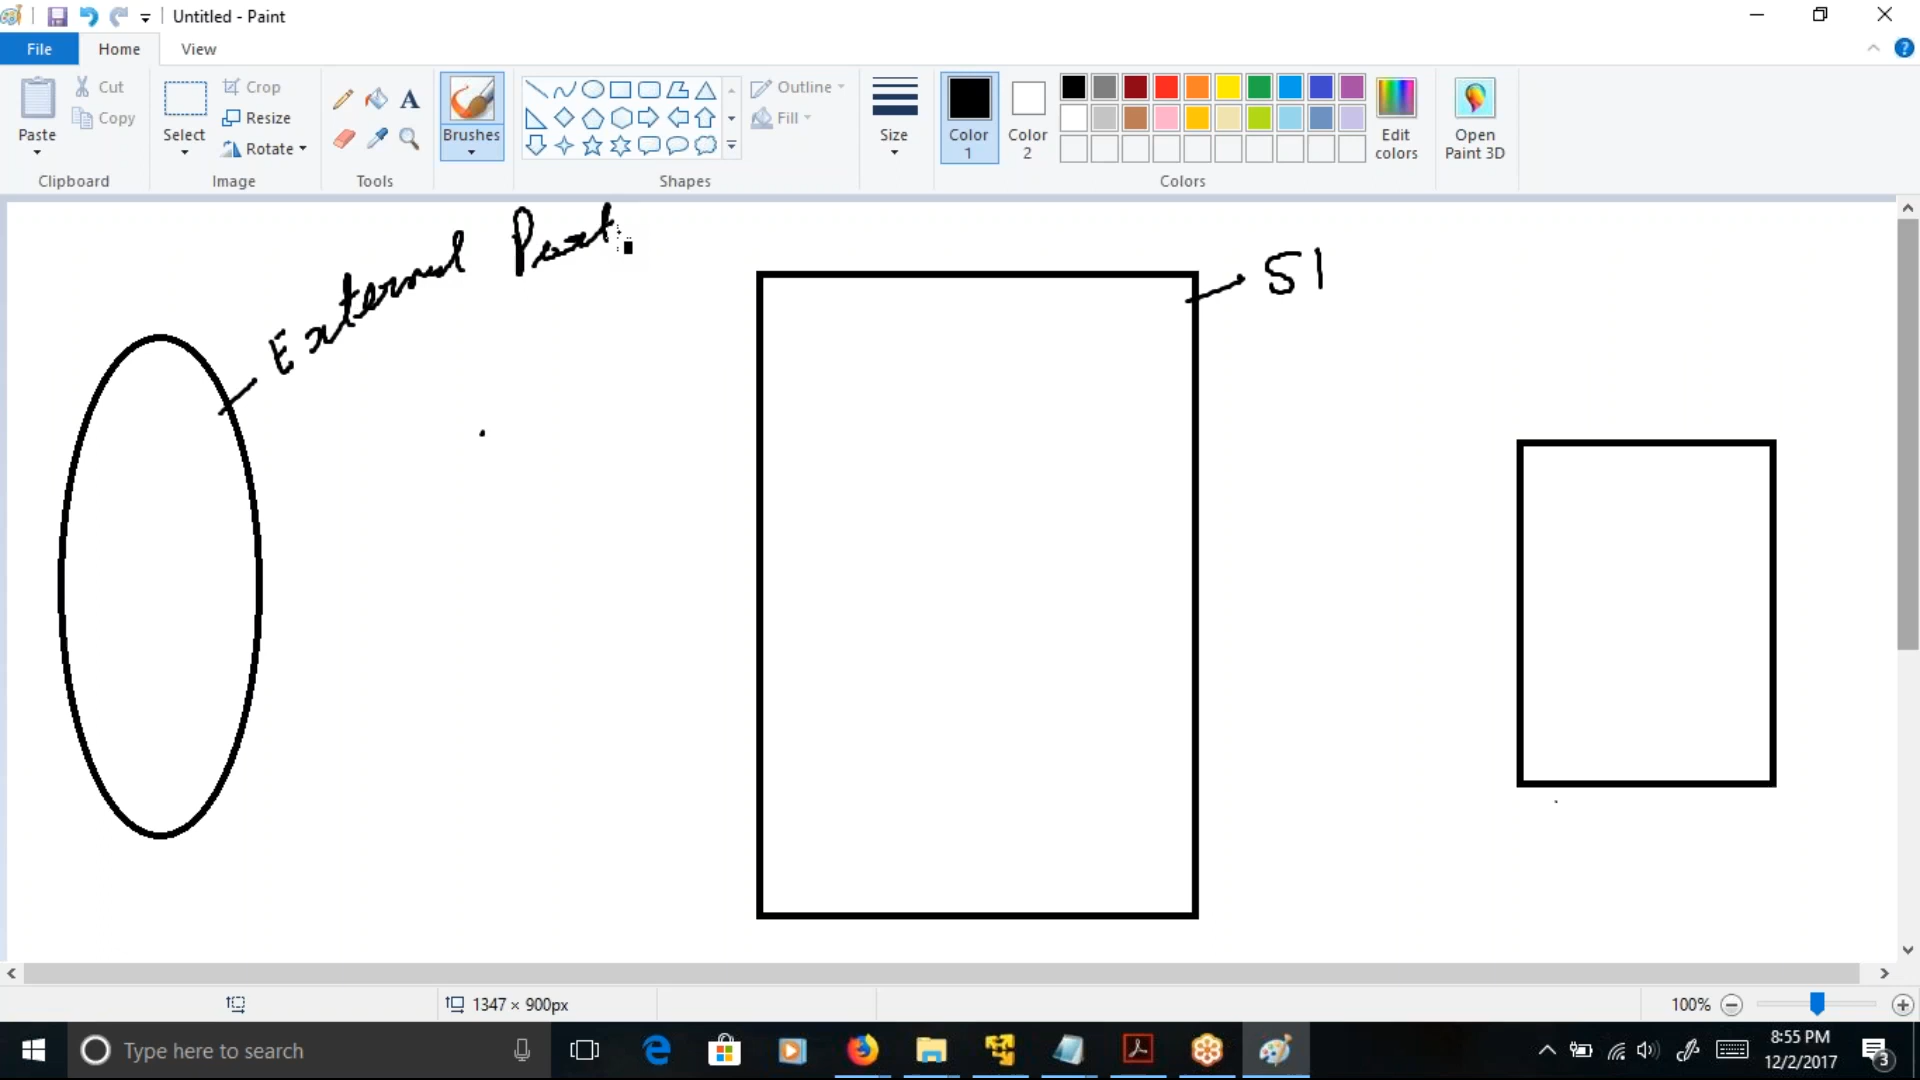 Untitled - Paint
File Home View
Paste
Cut
Copy
Clipboard
Select
Crop
Resize
Rotate
Image
Tools
Brushes
Shapes
Outline
Fill
Size
Color 1
Color 2
Colors
Edit colors
Open Paint 3D
External
S1
1347 × 900px
100%
Type here to search
8:55 PM
12/2/2017
3